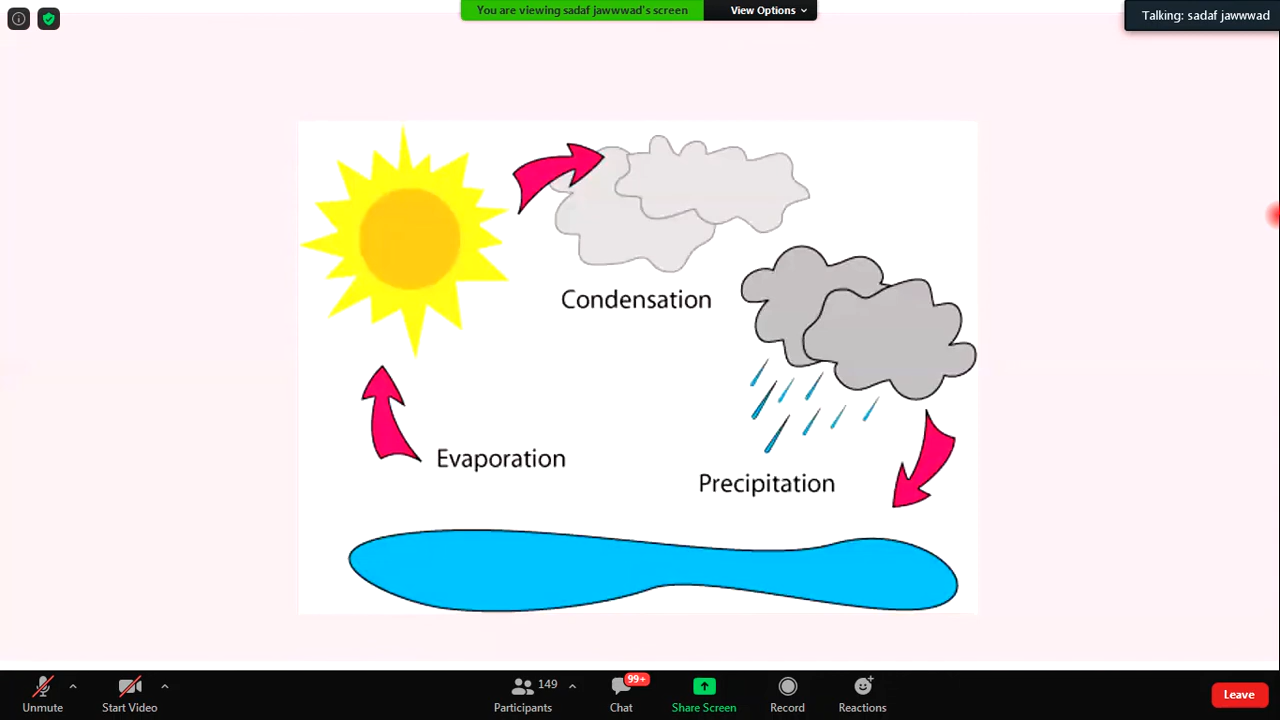 You are viewing sadaf jawwwad's screen
View Options
Talking: sadaf jawwwad
Condensation
Evaporation
Precipitation
Unmute
Start Video
149
Participants
99+
Chat
Share Screen
Record
Reactions
Leave